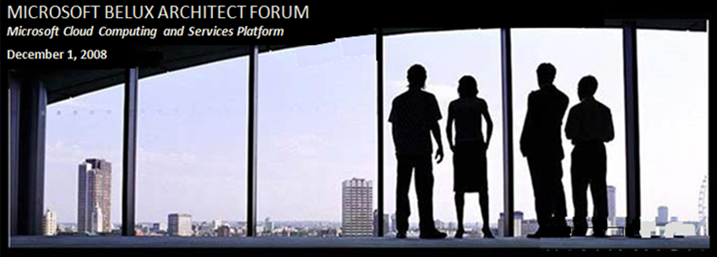 MICROSOFT BELUX ARCHITECT FORUM
Microsoft Cloud Computing and Services Platform
December 1, 2008